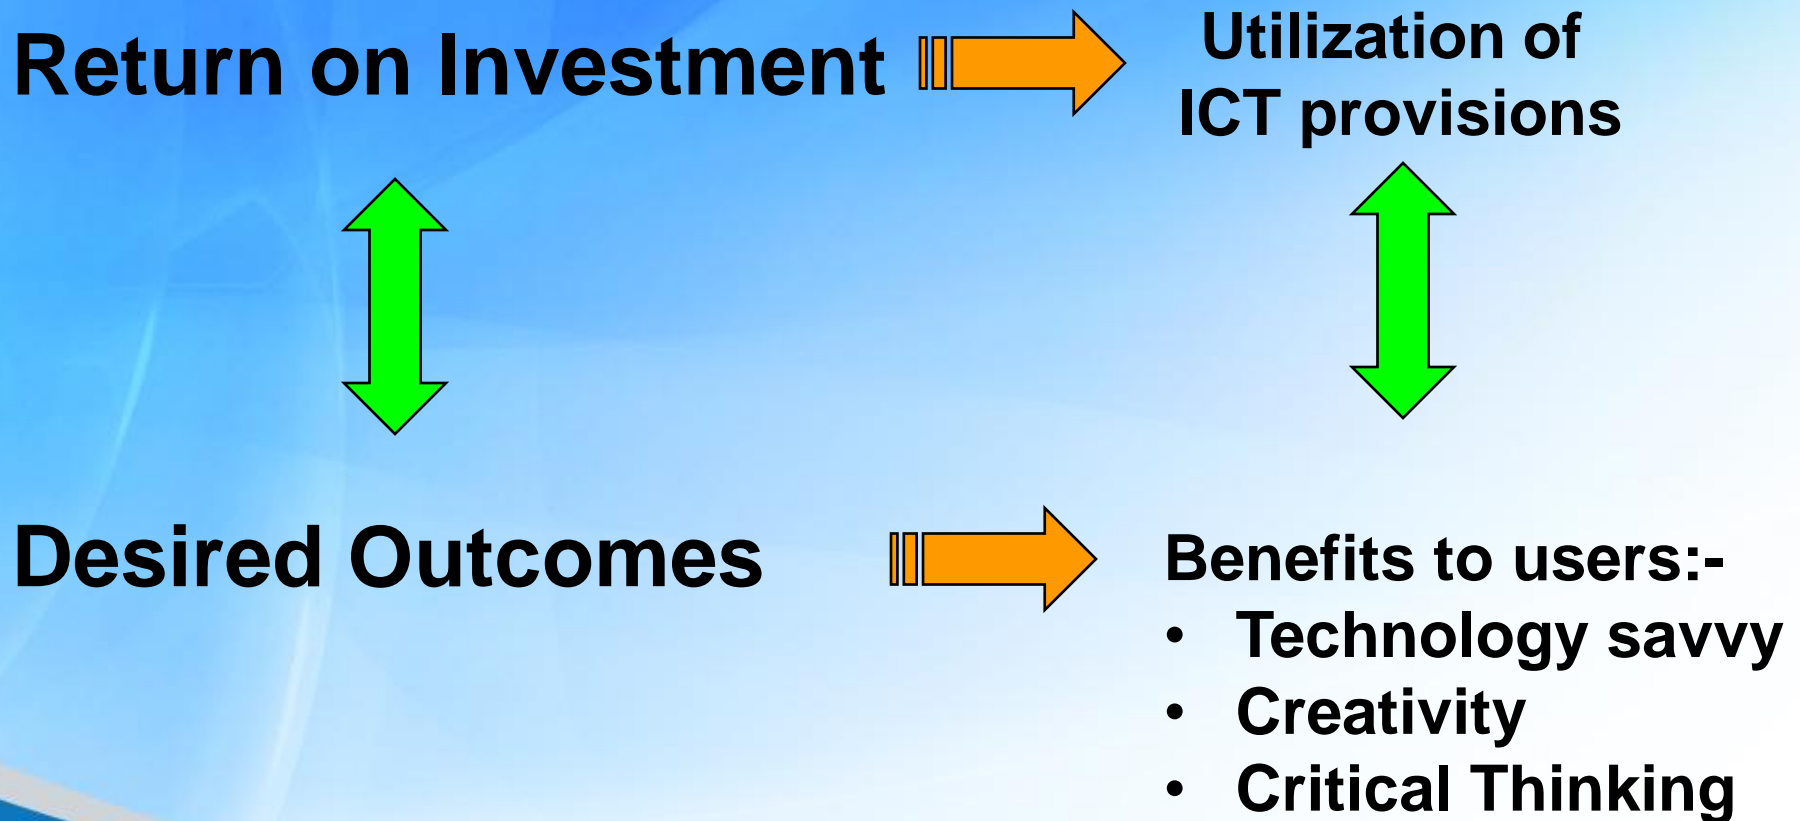 Return on Investment
Utilization of
ICT provisions
Desired Outcomes
Benefits to users:-
• Technology savvy
• Creativity
• Critical Thinking